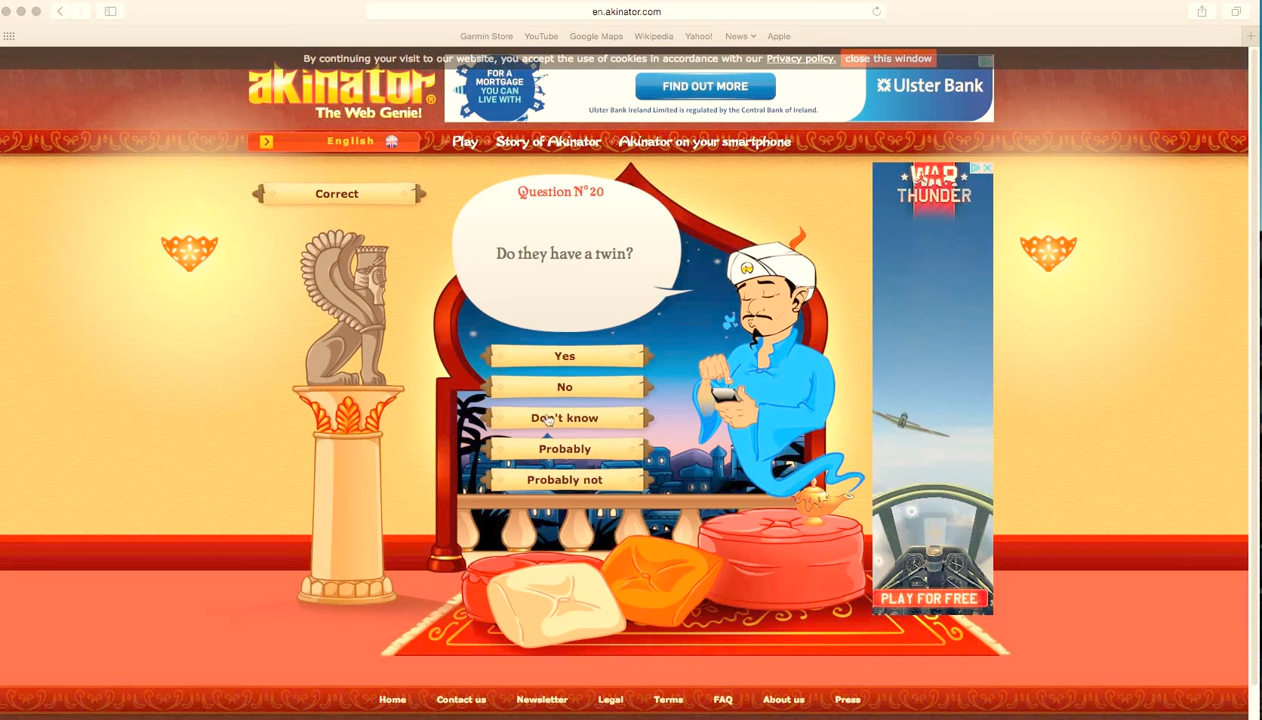 en.akinator.com
Garmin Store YouTube Google Maps Wikipedia Yahoo! News Apple
By continuing your visit to our website, you accept the use of cookies in accordance with our Privacy policy. close this window
akinator®
The Web Genie!
FOR A
MORTGAGE
YOU CAN
LIVE WITH
FIND OUT MORE
Ulster Bank
Ulster Bank Ireland Limited is regulated by the Central Bank of Ireland.
English
Play Story of Akinator Akinator on your smartphone
Correct
Question N°20
Do they have a twin?
Yes
No
Don't know
Probably
Probably not
WAR
THUNDER
PLAY FOR FREE
Home Contact us Newsletter Legal Terms FAQ About us Press